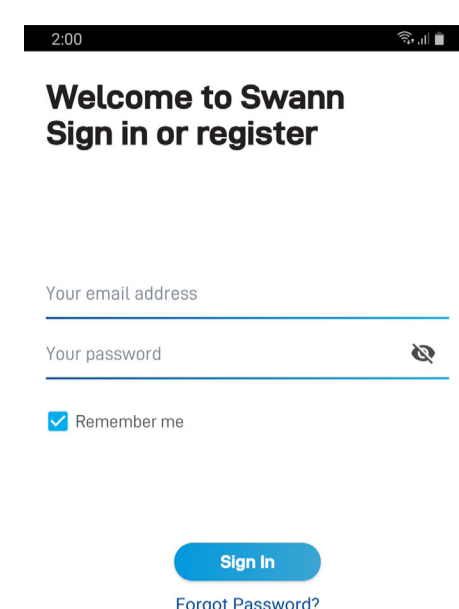 2:00
Welcome to Swann
Sign in or register
Your email address
Your password
Remember me
Sign In
Forgot Password?